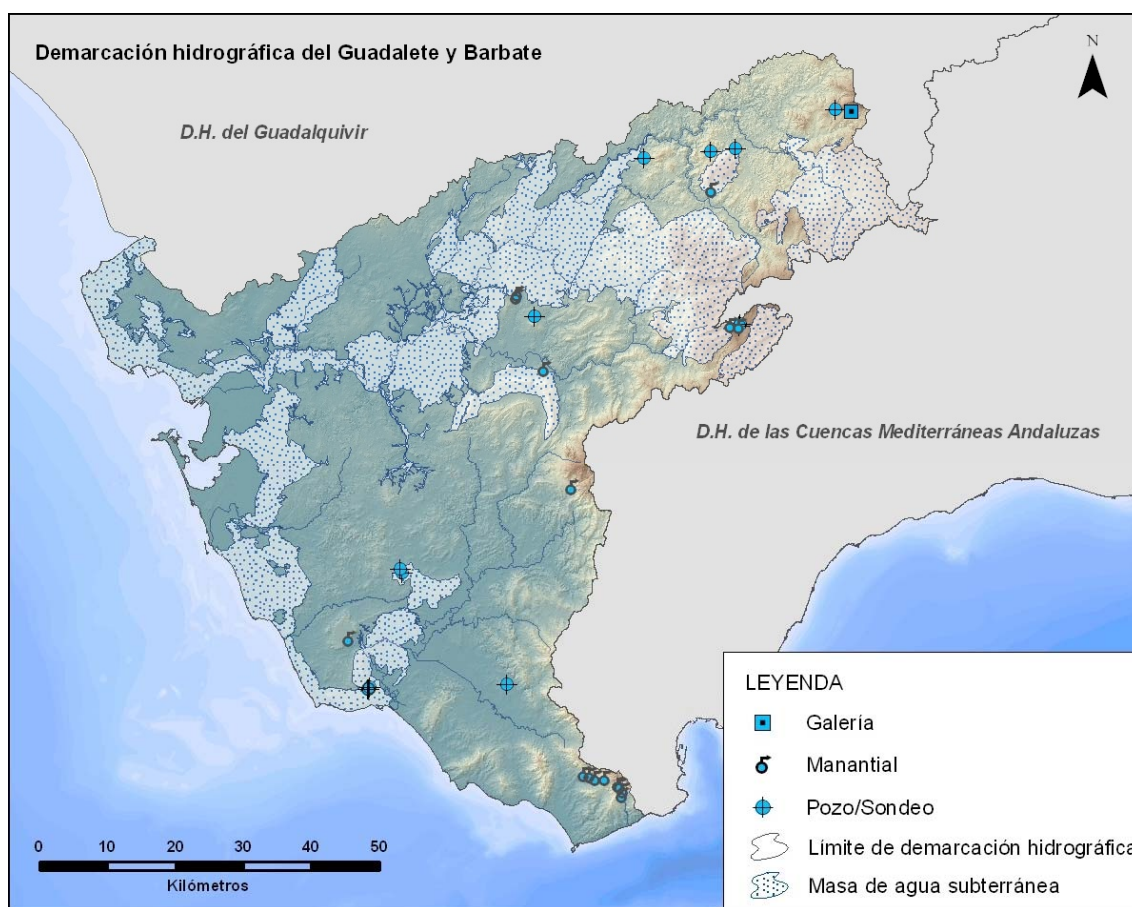 Demarcación hidrográfica del Guadalete y Barbate
N
D.H. del Guadalquivir
D.H. de las Cuencas Mediterráneas Andaluzas
LEYENDA
Galería
Manantial
Pozo/Sondeo
Límite de demarcación hidrográfica
Masa de agua subterránea
0 10 20 30 40 50
Kilómetros